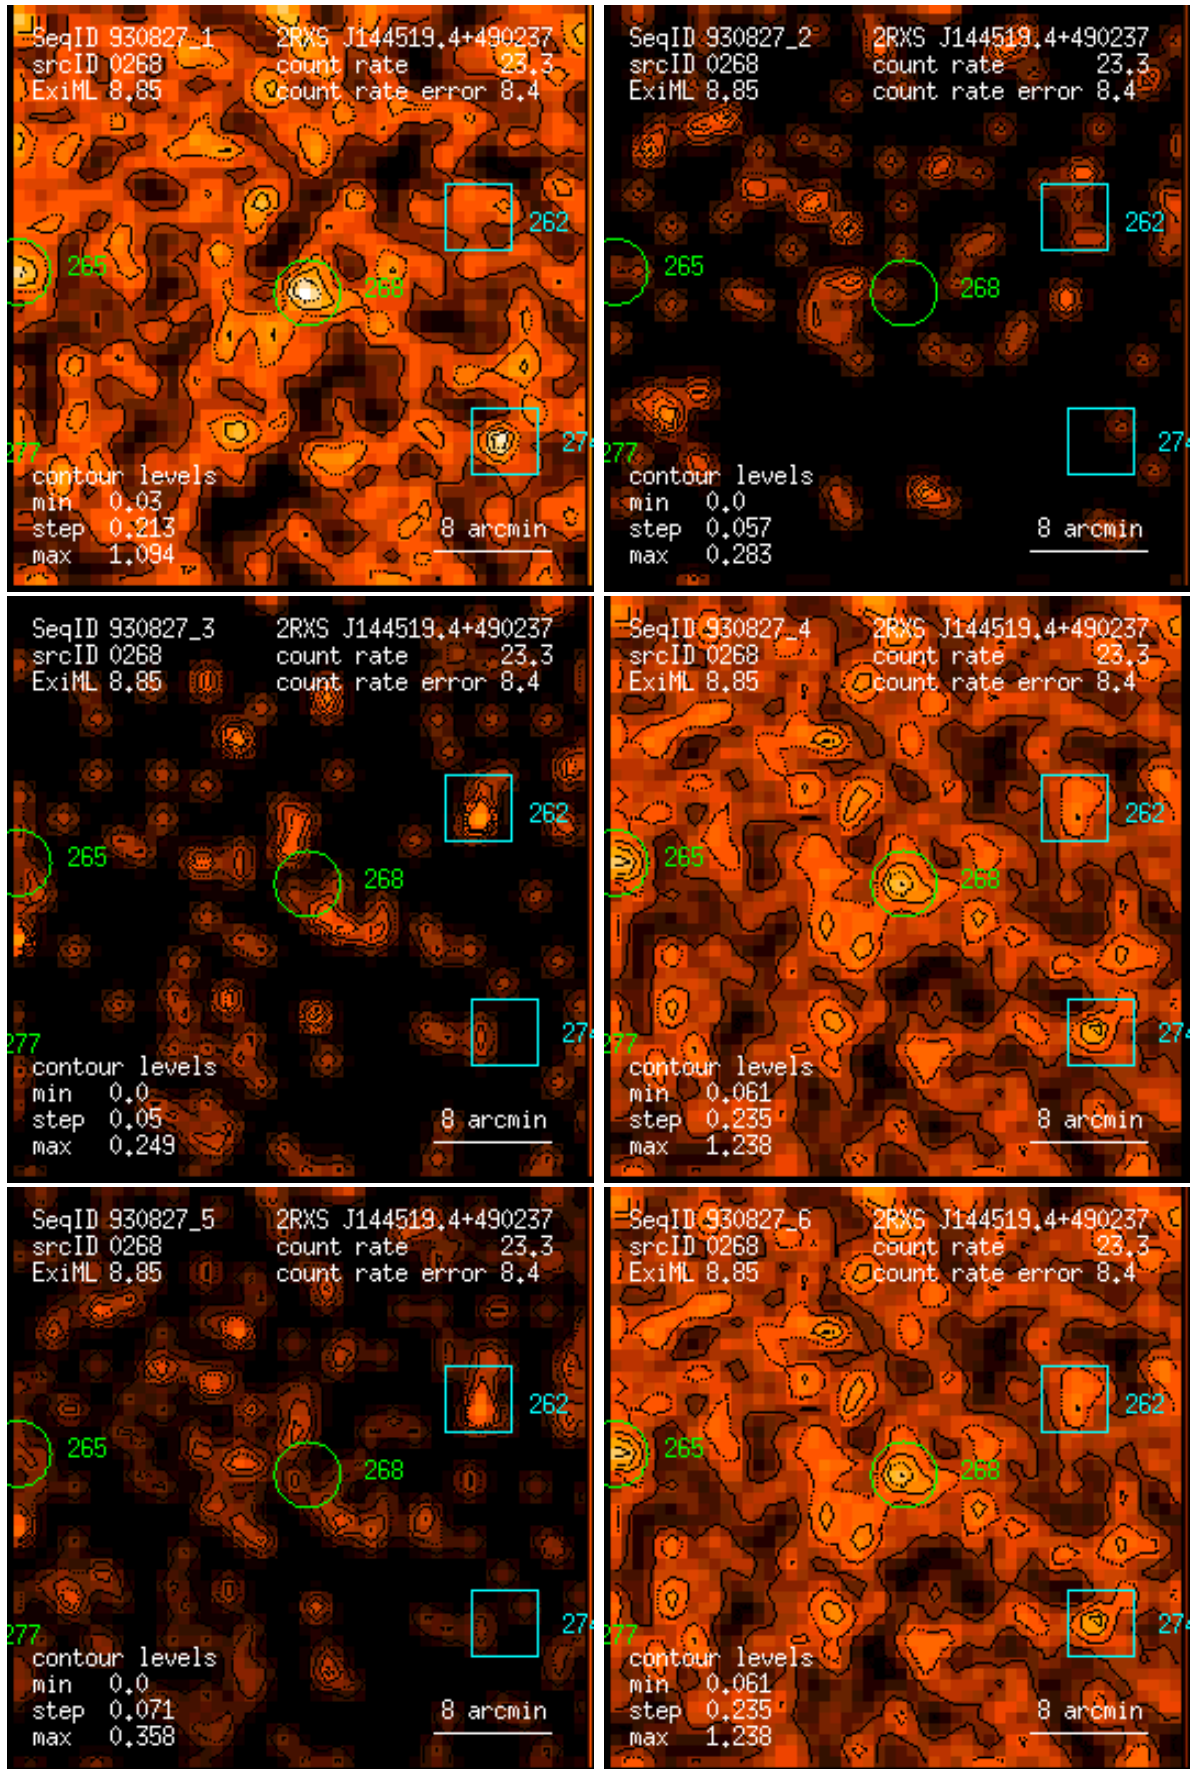 SeqID 930827_1 2RXS J144519.4+490237
srcID 0268 count rate 23.3
ExiML 8.85 count rate error 8.4
262
265
268
274
277
contour levels
min 0.03
step 0.213
max 1.094
8 arcmin
SeqID 930827_2 2RXS J144519.4+490237
srcID 0268 count rate 23.3
ExiML 8.85 count rate error 8.4
262
265
268
274
277
contour levels
min 0.0
step 0.057
max 0.283
8 arcmin
SeqID 930827_3 2RXS J144519.4+490237
srcID 0268 count rate 23.3
ExiML 8.85 count rate error 8.4
262
265
268
274
277
contour levels
min 0.0
step 0.05
max 0.249
8 arcmin
SeqID 930827_4 2RXS J144519.4+490237
srcID 0268 count rate 23.3
ExiML 8.85 count rate error 8.4
262
265
268
274
277
contour levels
min 0.061
step 0.235
max 1.238
8 arcmin
SeqID 930827_5 2RXS J144519.4+490237
srcID 0268 count rate 23.3
ExiML 8.85 count rate error 8.4
262
265
268
274
277
contour levels
min 0.0
step 0.071
max 0.358
8 arcmin
SeqID 930827_6 2RXS J144519.4+490237
srcID 0268 count rate 23.3
ExiML 8.85 count rate error 8.4
262
265
268
274
277
contour levels
min 0.061
step 0.235
max 1.238
8 arcmin